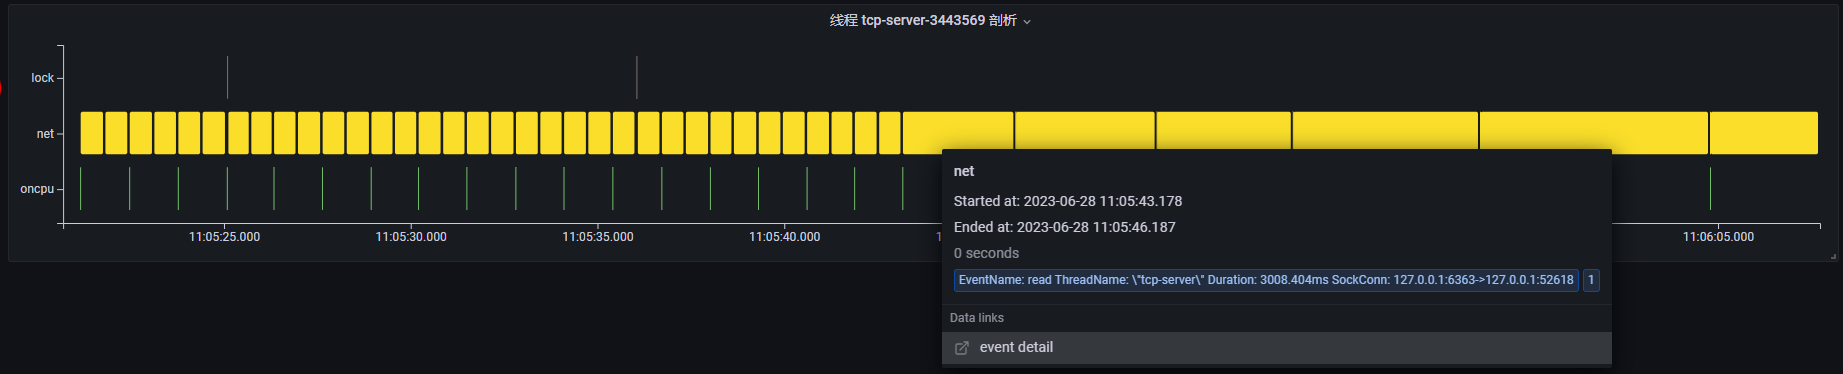 线程 tcp-server-3443569 剖析
lock
net
oncpu
11:05:25.000
11:05:30.000
11:05:35.000
11:05:40.000
11:06:05.000
net
Started at: 2023-06-28 11:05:43.178
Ended at: 2023-06-28 11:05:46.187
0 seconds
EventName: read ThreadName: \"tcp-server\" Duration: 3008.404ms SockConn: 127.0.0.1:6363->127.0.0.1:52618 1
Data links
event detail